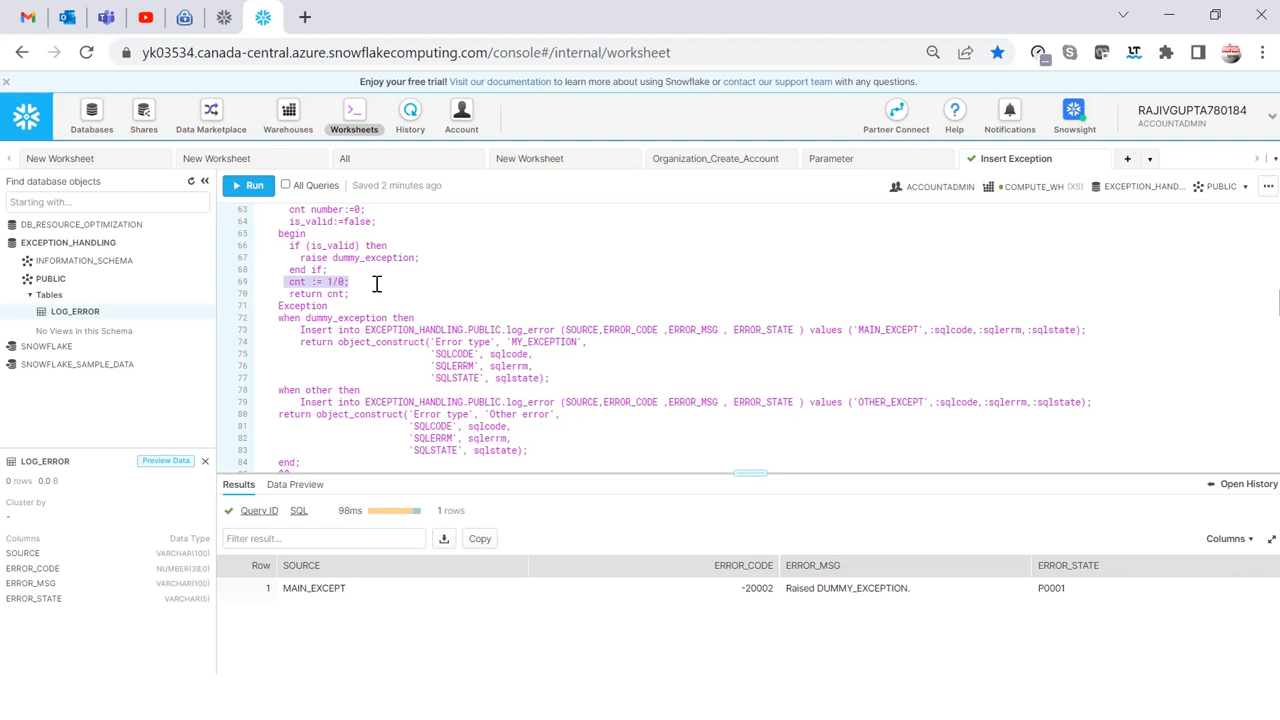 yk03534.canada-central.azure.snowflakecomputing.com/console#/internal/worksheet
Enjoy your free trial! Visit our documentation to learn more about using Snowflake or contact our support team with any questions.
Databases
Shares
Data Marketplace
Warehouses
Worksheets
History
Account
Partner Connect
Help
Notifications
Snowsight
RAJIVGUPTA780184
ACCOUNTADMIN
New Worksheet
New Worksheet
All
New Worksheet
Organization_Create_Account
Parameter
Insert Exception
Find database objects
Starting with...
DB_RESOURCE_OPTIMIZATION
EXCEPTION_HANDLING
INFORMATION_SCHEMA
PUBLIC
Tables
LOG_ERROR
No Views in this Schema
SNOWFLAKE
SNOWFLAKE_SAMPLE_DATA
LOG_ERROR
Preview Data
0 rows 0.0 B
Cluster by
-
Columns Data Type
SOURCE VARCHAR(100)
ERROR_CODE NUMBER(38,0)
ERROR_MSG VARCHAR(100)
ERROR_STATE VARCHAR(5)
Run All Queries Saved 2 minutes ago
ACCOUNTADMIN COMPUTE_WH (XS) EXCEPTION_HAND... PUBLIC
63 cnt number:=0;
64 is_valid:=false;
65 begin
66 if (is_valid) then
67 raise dummy_exception;
68 end if;
69 cnt := 1/0;
70 return cnt;
71 Exception
72 when dummy_exception then
73 Insert into EXCEPTION_HANDLING.PUBLIC.log_error (SOURCE,ERROR_CODE ,ERROR_MSG , ERROR_STATE ) values ('MAIN_EXCEPT',:sqlcode,:sqlerrm,:sqlstate);
74 return object_construct('Error type', 'MY_EXCEPTION',
75 'SQLCODE', sqlcode,
76 'SQLERRM', sqlerrm,
77 'SQLSTATE', sqlstate);
78 when other then
79 Insert into EXCEPTION_HANDLING.PUBLIC.log_error (SOURCE,ERROR_CODE ,ERROR_MSG , ERROR_STATE ) values ('OTHER_EXCEPT',:sqlcode,:sqlerrm,:sqlstate);
80 return object_construct('Error type', 'Other error',
81 'SQLCODE', sqlcode,
82 'SQLERRM', sqlerrm,
83 'SQLSTATE', sqlstate);
84 end;
Results Data Preview
Open History
Query ID SQL 98ms 1 rows
Filter result... Copy
Columns
Row SOURCE ERROR_CODE ERROR_MSG ERROR_STATE
1 MAIN_EXCEPT -20002 Raised DUMMY_EXCEPTION. P0001